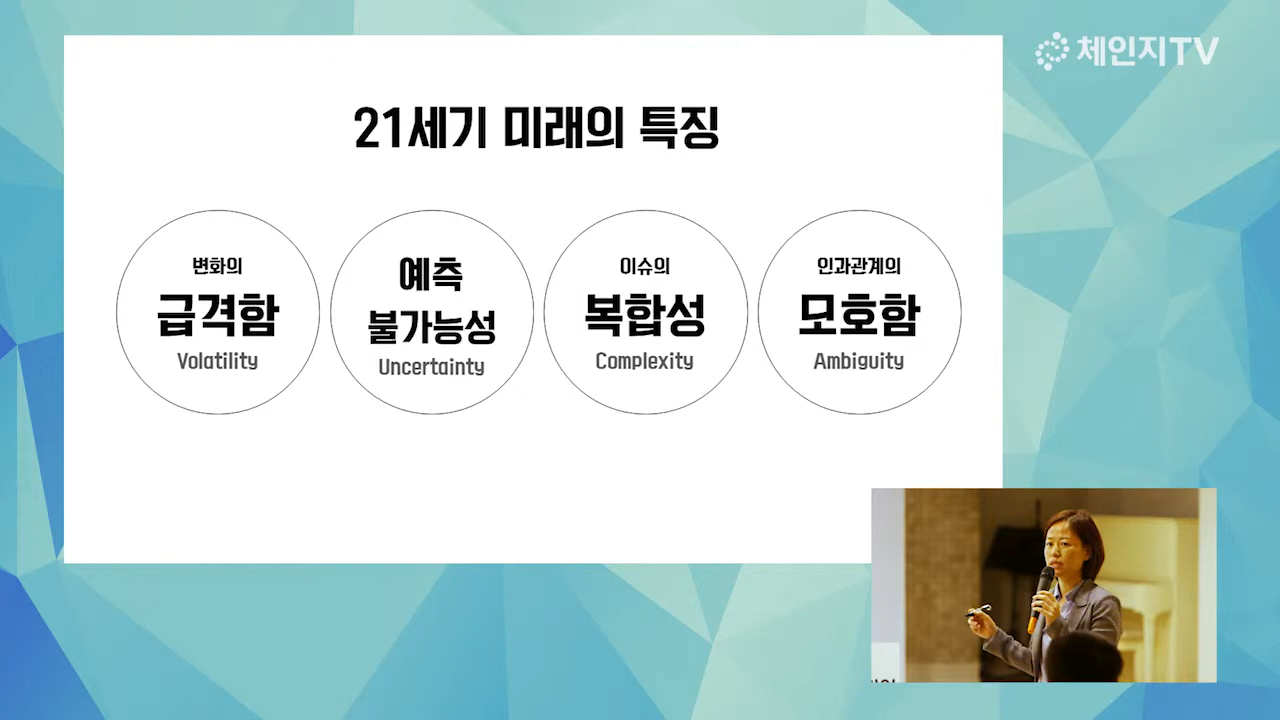 체인지TV
21세기 미래의 특징
변화의
급격함
Volatility
예측
불가능성
Uncertainty
이슈의
복합성
Complexity
인과관계의
모호함
Ambiguity